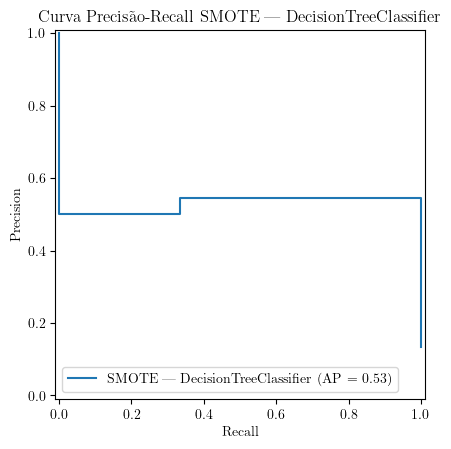 Curva Precisão-Recall SMOTE — DecisionTreeClassifier
1.0
0.8
0.6
0.4
0.2
0.0
Precision
SMOTE — DecisionTreeClassifier (AP = 0.53)
0.0 0.2 0.4 0.6 0.8 1.0
Recall